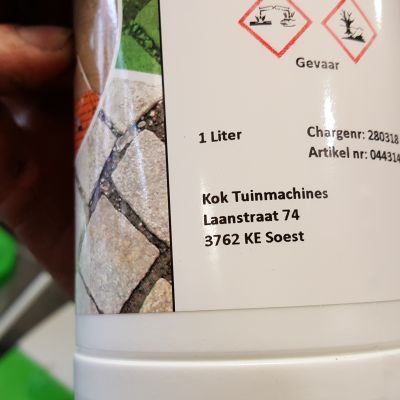 Gevaar
1 Liter
Chargenr: 280318
Artikel nr: 044314
Kok Tuinmachines
Laanstraat 74
3762 KE Soest